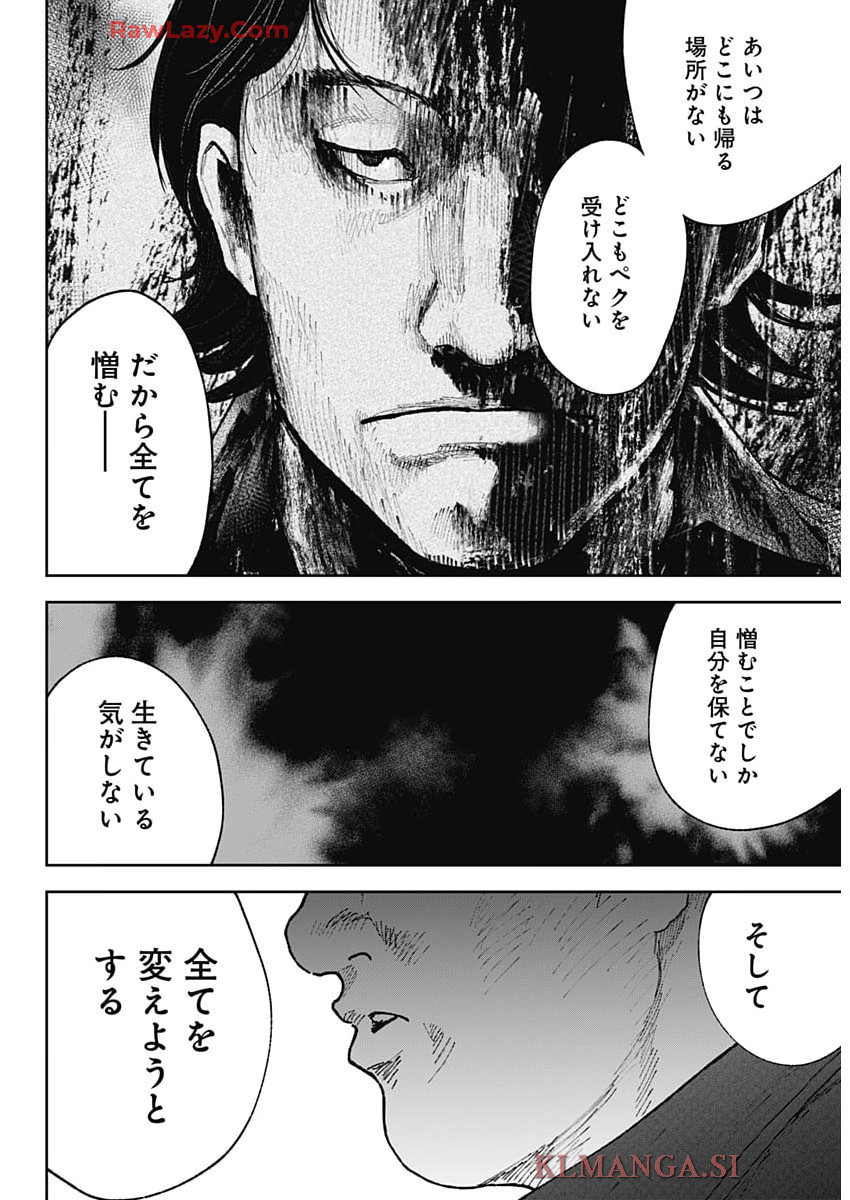 RawLazy.Com
あいつは
どこにも帰る
場所がない
どこもペクを
受け入れない
だから全てを
憎む──
憎むことでしか
自分を保てない
生きている
気がしない
そして
全てを
変えようと
する
KLMANGA.SI